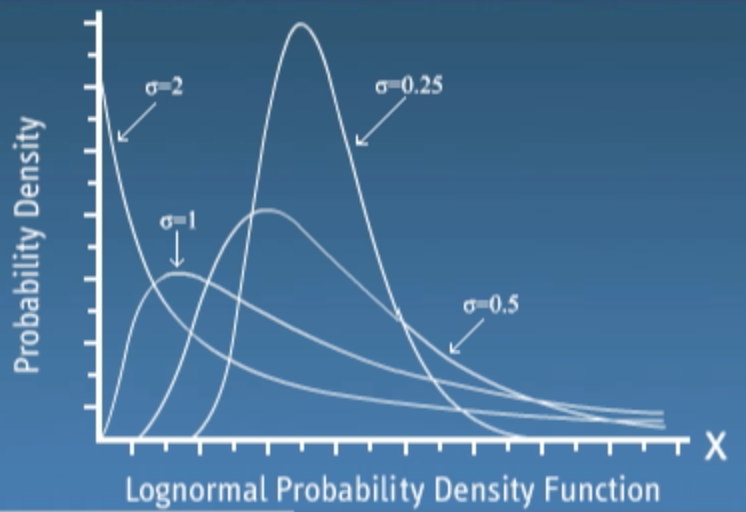 σ=2
σ=0.25
σ=1
σ=0.5
Probability Density
X
Lognormal Probability Density Function